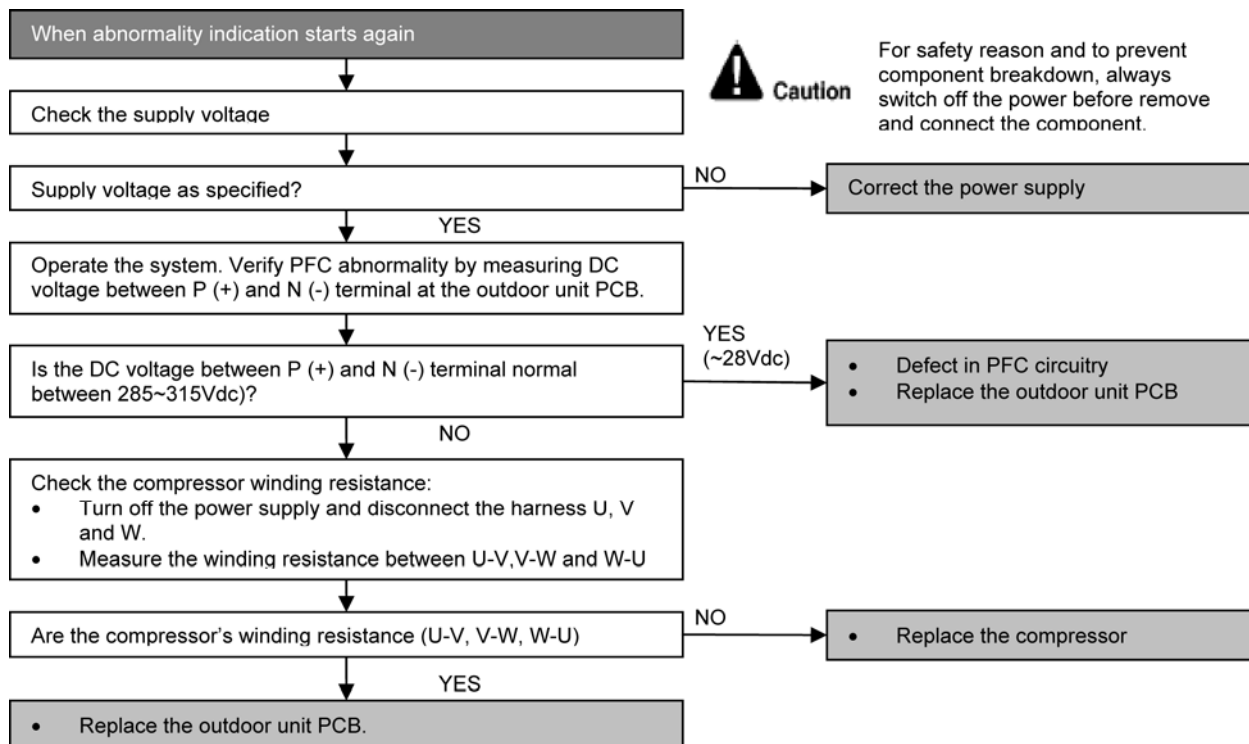 When abnormality indication starts again
Caution
For safety reason and to prevent
component breakdown, always
switch off the power before remove
and connect the component.
Check the supply voltage
Supply voltage as specified?
NO
Correct the power supply
YES
Operate the system. Verify PFC abnormality by measuring DC
voltage between P (+) and N (-) terminal at the outdoor unit PCB.
Is the DC voltage between P (+) and N (-) terminal normal
between 285~315Vdc)?
YES
(~28Vdc)
• Defect in PFC circuitry
• Replace the outdoor unit PCB
NO
Check the compressor winding resistance:
• Turn off the power supply and disconnect the harness U, V
and W.
• Measure the winding resistance between U-V,V-W and W-U
Are the compressor’s winding resistance (U-V, V-W, W-U)
NO
• Replace the compressor
YES
• Replace the outdoor unit PCB.